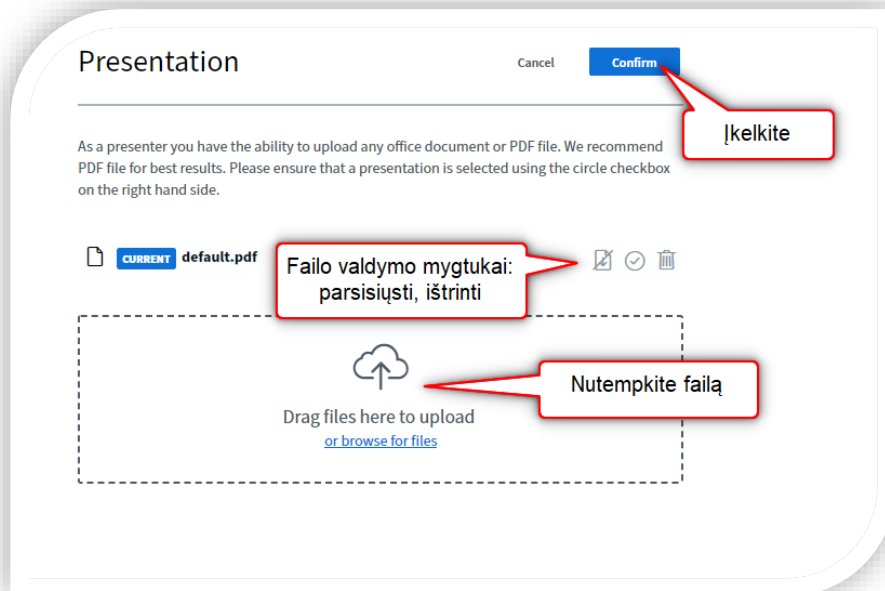 Presentation
Cancel
Confirm
Įkelkite
As a presenter you have the ability to upload any office document or PDF file. We recommend
PDF file for best results. Please ensure that a presentation is selected using the circle checkbox
on the right hand side.
CURRENT default.pdf
Failo valdymo mygtukai:
parsisiųsti, ištrinti
Nutempkite failą
Drag files here to upload
or browse for files